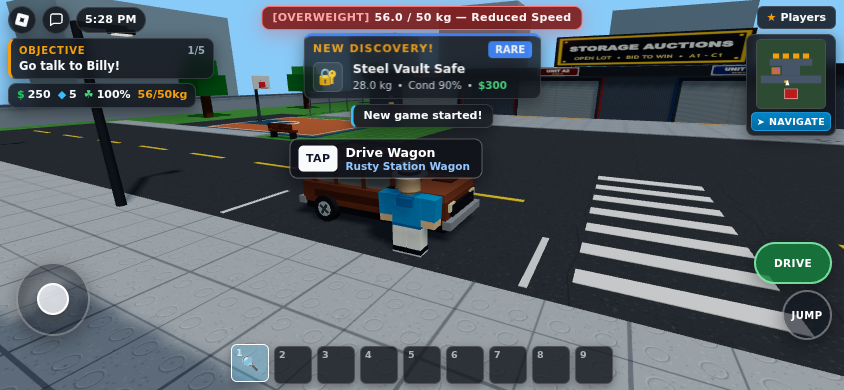 5:28 PM
[OVERWEIGHT] 56.0 / 50 kg — Reduced Speed
★ Players
OBJECTIVE 1/5
Go talk to Billy!
$ 250 ◆ 5 ☘ 100% 56/50kg
NEW DISCOVERY! RARE
Steel Vault Safe
28.0 kg • Cond 90% • $300
New game started!
TAP
Drive Wagon
Rusty Station Wagon
STORAGE AUCTIONS
OPEN LOT • BID TO WIN • A1 - C1
UNIT A2
➤ NAVIGATE
DRIVE
JUMP
1 2 3 4 5 6 7 8 9